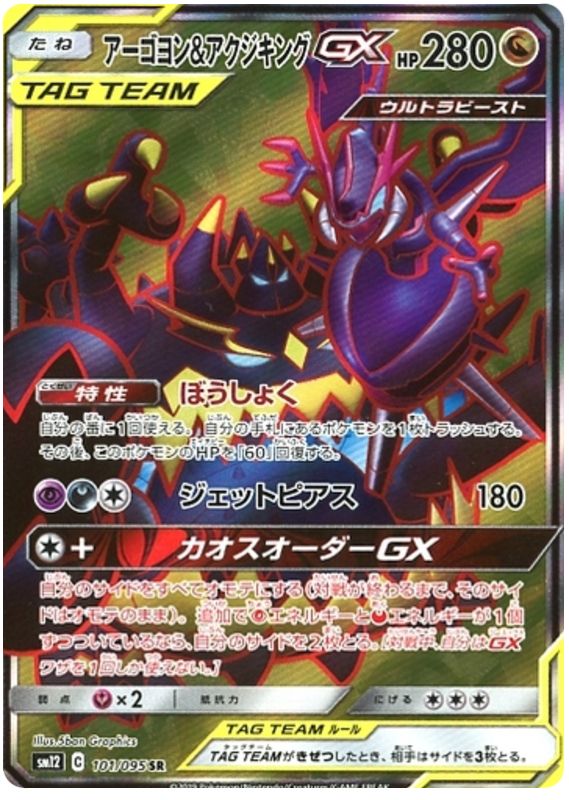 たね アーゴヨン&アクジキングGX HP280
TAG TEAM
ウルトラビースト
特性 ぼうしょく
自分の番に1回使える。自分の手札にあるポケモンを1枚トラッシュする。
その後、このポケモンのHPを「60」回復する。
ジェットピアス 180
+ カオスオーダーGX
自分のサイドをすべてオモテにする(対戦が終わるまで、そのサイ
ドはオモテのまま)。追加でエネルギーとエネルギーが1個
ずつついているなら、自分のサイドを2枚とる。[対戦中、自分はGX
ワザを1回しか使えない。]
弱点 ×2 抵抗力 にげる
Illus.5ban Graphics
TAG TEAM ルール
TAG TEAMがきぜつしたとき、相手はサイドを3枚とる。
sm12 C 101/095 SR
©2019 Pokémon/Nintendo/Creatures/GAME FREAK